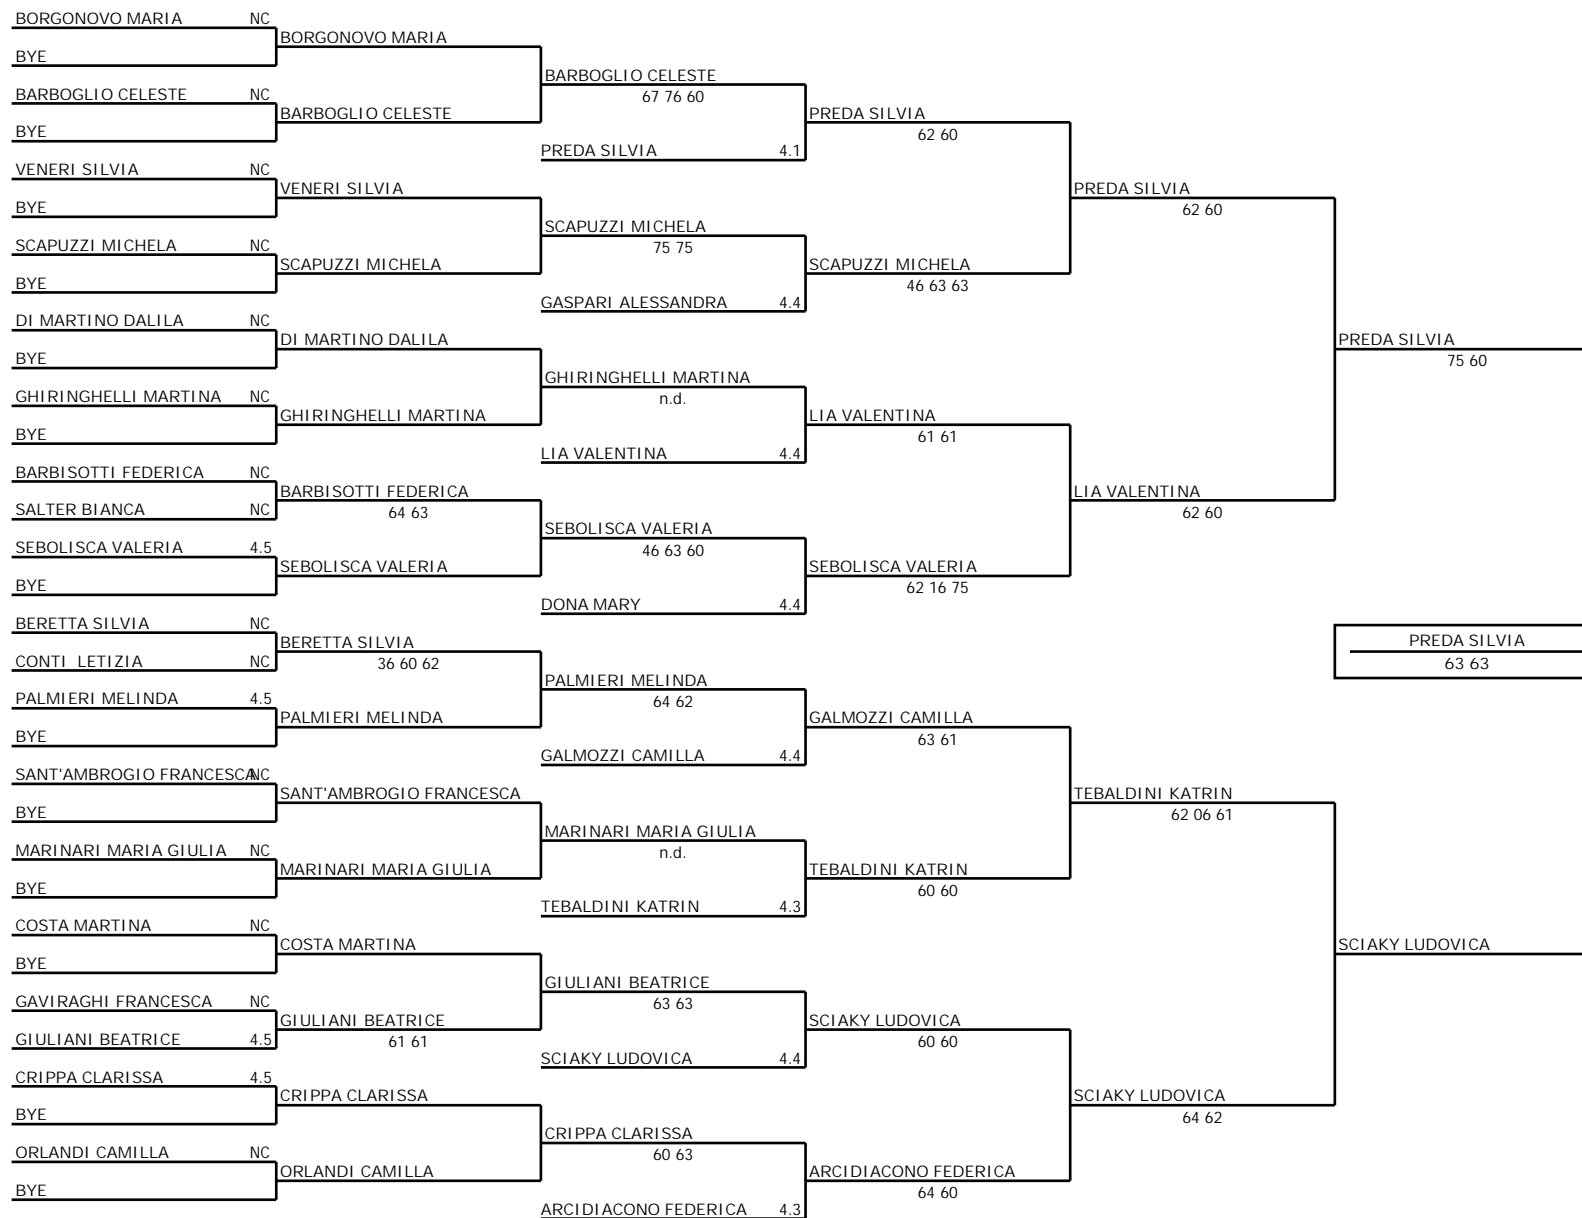 BORGONOVO MARIA NC
BORGONOVO MARIA
BYE
BARBOGLIO CELESTE
67 76 60
BARBOGLIO CELESTE NC
BARBOGLIO CELESTE
PREDA SILVIA
62 60
BYE
PREDA SILVIA 4.1
VENERI SILVIA NC
VENERI SILVIA
PREDA SILVIA
62 60
BYE
SCAPUZZI MICHELA
75 75
SCAPUZZI MICHELA NC
SCAPUZZI MICHELA
SCAPUZZI MICHELA
46 63 63
BYE
GASPARI ALESSANDRA 4.4
DI MARTINO DALILA NC
DI MARTINO DALILA
PREDA SILVIA
75 60
BYE
GHIRINGHELLI MARTINA
n.d.
GHIRINGHELLI MARTINA NC
GHIRINGHELLI MARTINA
LIA VALENTINA
61 61
BYE
LIA VALENTINA 4.4
BARBISOTTI FEDERICA NC
BARBISOTTI FEDERICA
64 63
LIA VALENTINA
62 60
SALTER BIANCA NC
SEBOLISCA VALERIA
46 63 60
SEBOLISCA VALERIA 4.5
SEBOLISCA VALERIA
SEBOLISCA VALERIA
62 16 75
BYE
DONA MARY 4.4
BERETTA SILVIA NC
BERETTA SILVIA
36 60 62
PREDA SILVIA
63 63
CONTI LETIZIA NC
PALMIERI MELINDA
64 62
PALMIERI MELINDA 4.5
PALMIERI MELINDA
GALMOZZI CAMILLA
63 61
BYE
GALMOZZI CAMILLA 4.4
SANT'AMBROGIO FRANCESCA NC
SANT'AMBROGIO FRANCESCA
TEBALDINI KATRIN
62 06 61
BYE
MARINARI MARIA GIULIA
n.d.
MARINARI MARIA GIULIA NC
MARINARI MARIA GIULIA
TEBALDINI KATRIN
60 60
BYE
TEBALDINI KATRIN 4.3
COSTA MARTINA NC
COSTA MARTINA
SCIAKY LUDOVICA
BYE
GIULIANI BEATRICE
63 63
GAVIRAGHI FRANCESCA NC
GIULIANI BEATRICE
61 61
SCIAKY LUDOVICA
60 60
GIULIANI BEATRICE 4.5
SCIAKY LUDOVICA 4.4
CRIPPA CLARISSA 4.5
CRIPPA CLARISSA
SCIAKY LUDOVICA
64 62
BYE
CRIPPA CLARISSA
60 63
ORLANDI CAMILLA NC
ORLANDI CAMILLA
ARCIDIACONO FEDERICA
64 60
BYE
ARCIDIACONO FEDERICA 4.3